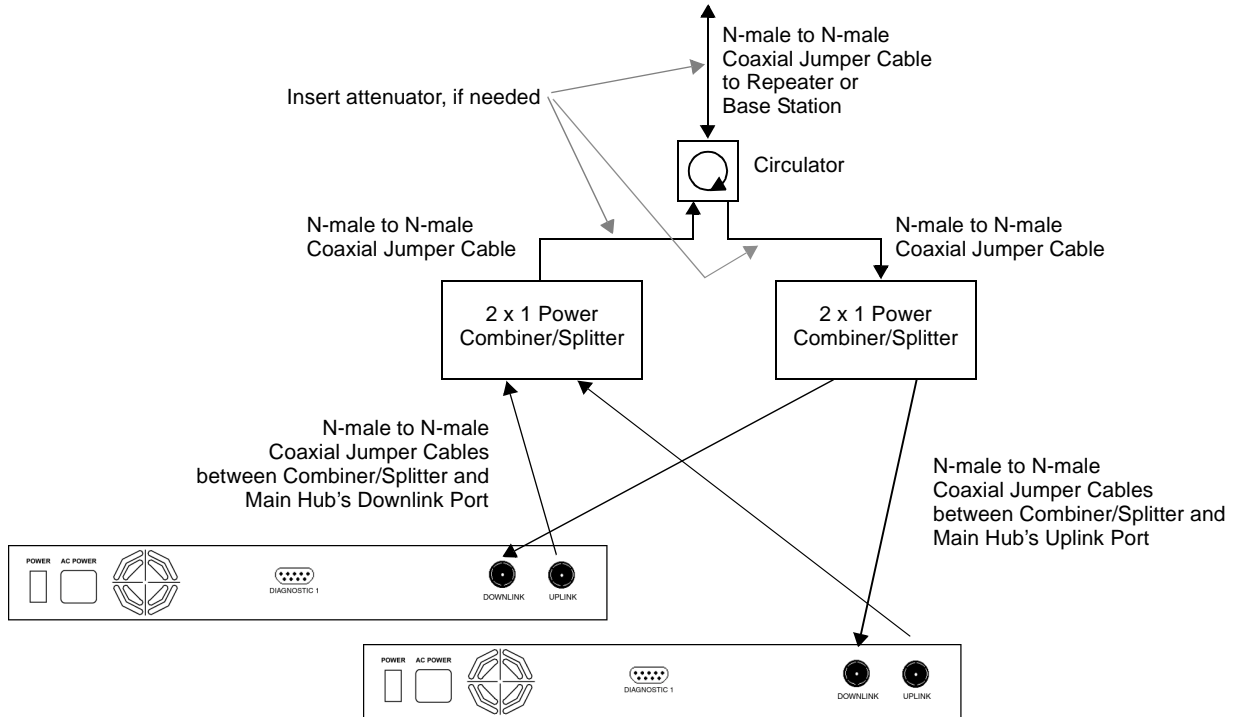 N-male to N-male
Coaxial Jumper Cable
to Repeater or
Base Station
Insert attenuator, if needed
Circulator
N-male to N-male
Coaxial Jumper Cable
N-male to N-male
Coaxial Jumper Cable
2 x 1 Power
Combiner/Splitter
2 x 1 Power
Combiner/Splitter
N-male to N-male
Coaxial Jumper Cables
between Combiner/Splitter and
Main Hub's Downlink Port
N-male to N-male
Coaxial Jumper Cables
between Combiner/Splitter and
Main Hub's Uplink Port
POWER
AC POWER
DIAGNOSTIC 1
DOWNLINK
UPLINK
POWER
AC POWER
DIAGNOSTIC 1
DOWNLINK
UPLINK